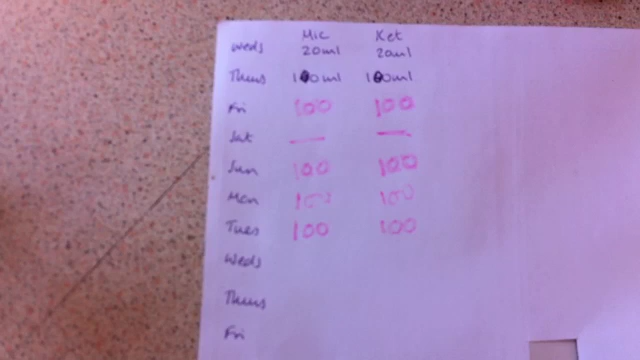 Mic Ket
Weds 20ml 20ml
Thurs 100ml 100ml
Fri 100 100
Sat — —
Sun 100 100
Mon 100 100
Tues 100 100
Weds
Thurs
Fri